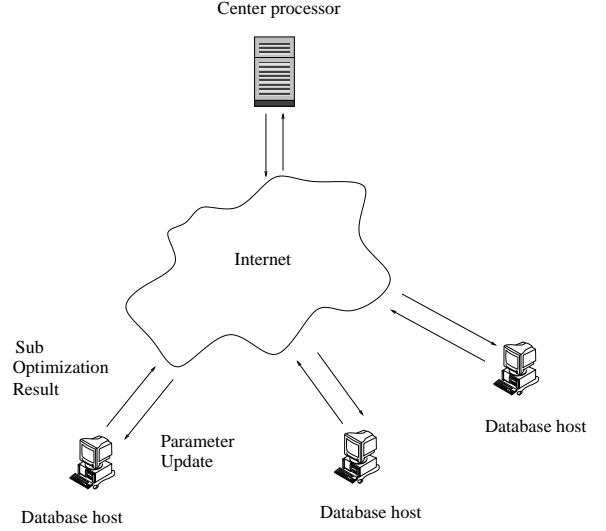 Center processor
Internet
Sub
Optimization
Result
Parameter
Update
Database host
Database host
Database host